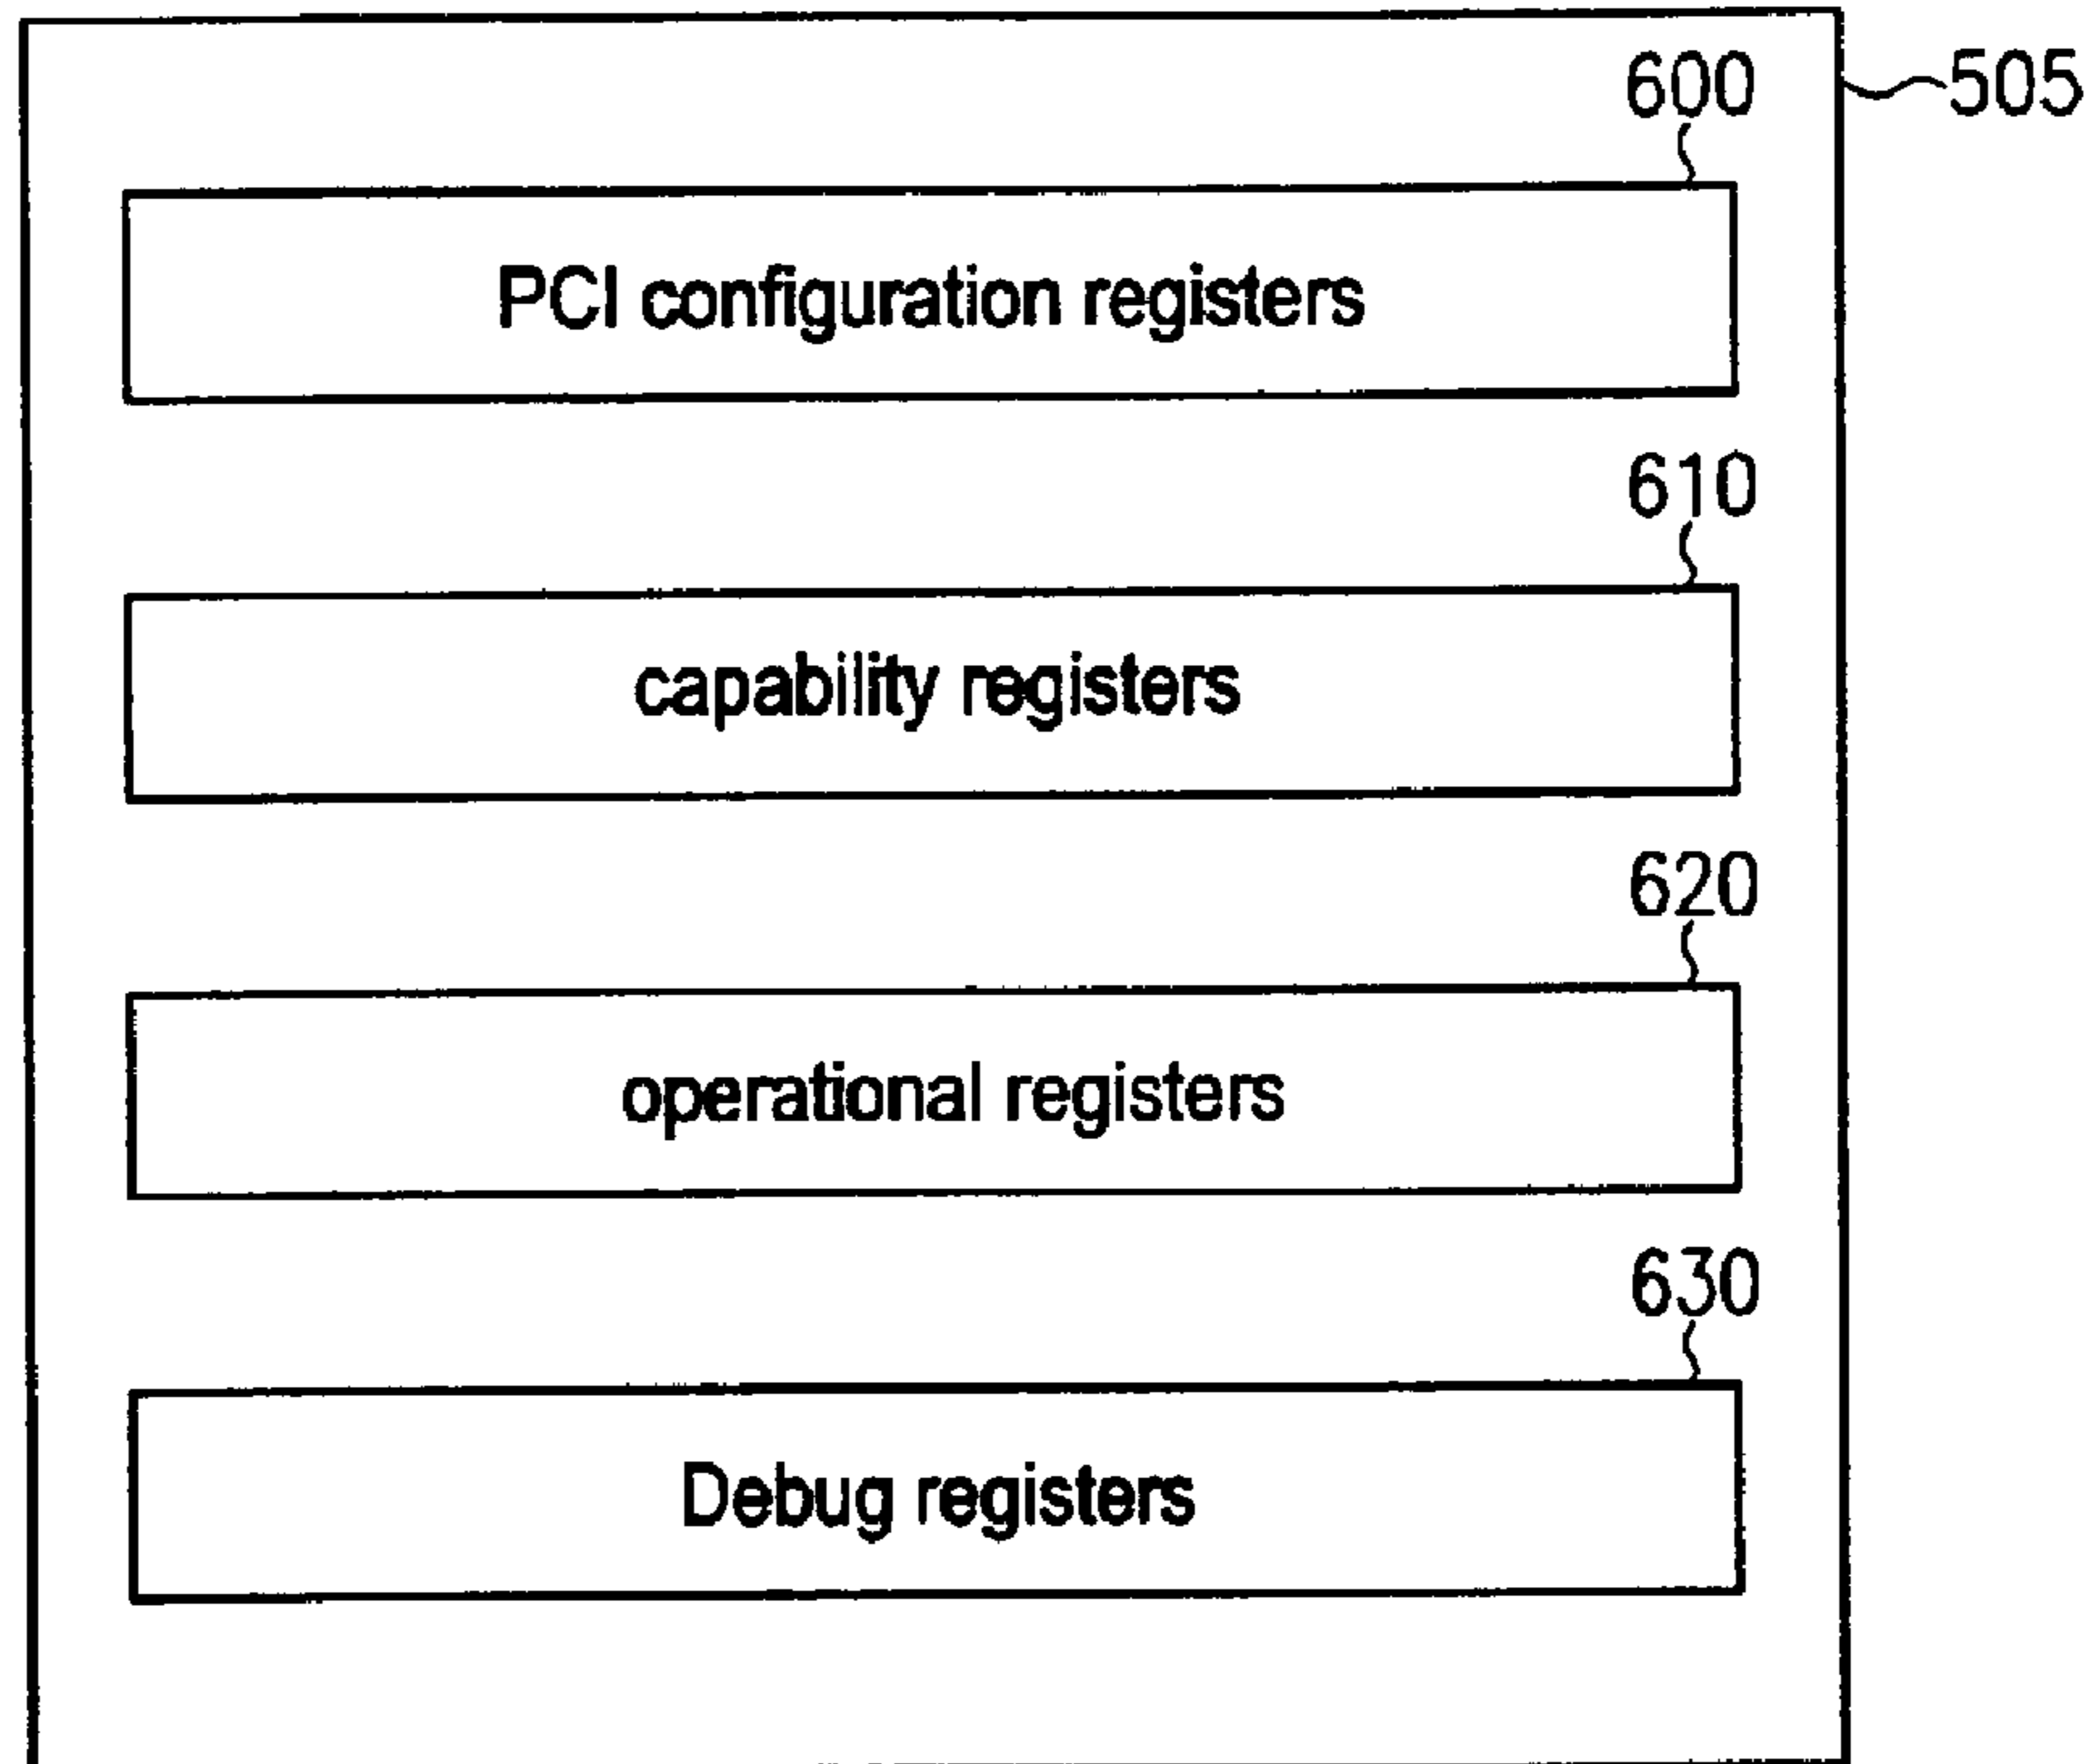 600
505
PCI configuration registers
610
capability registers
620
operational registers
630
Debug registers